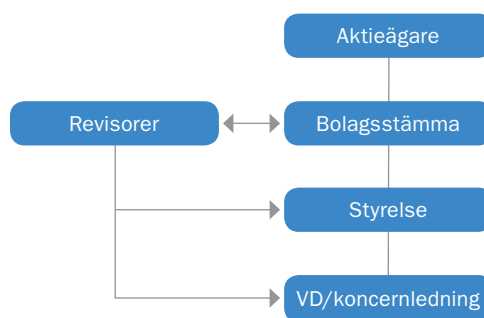 Aktieägare
Revisorer
Bolagsstämma
Styrelse
VD/koncernledning